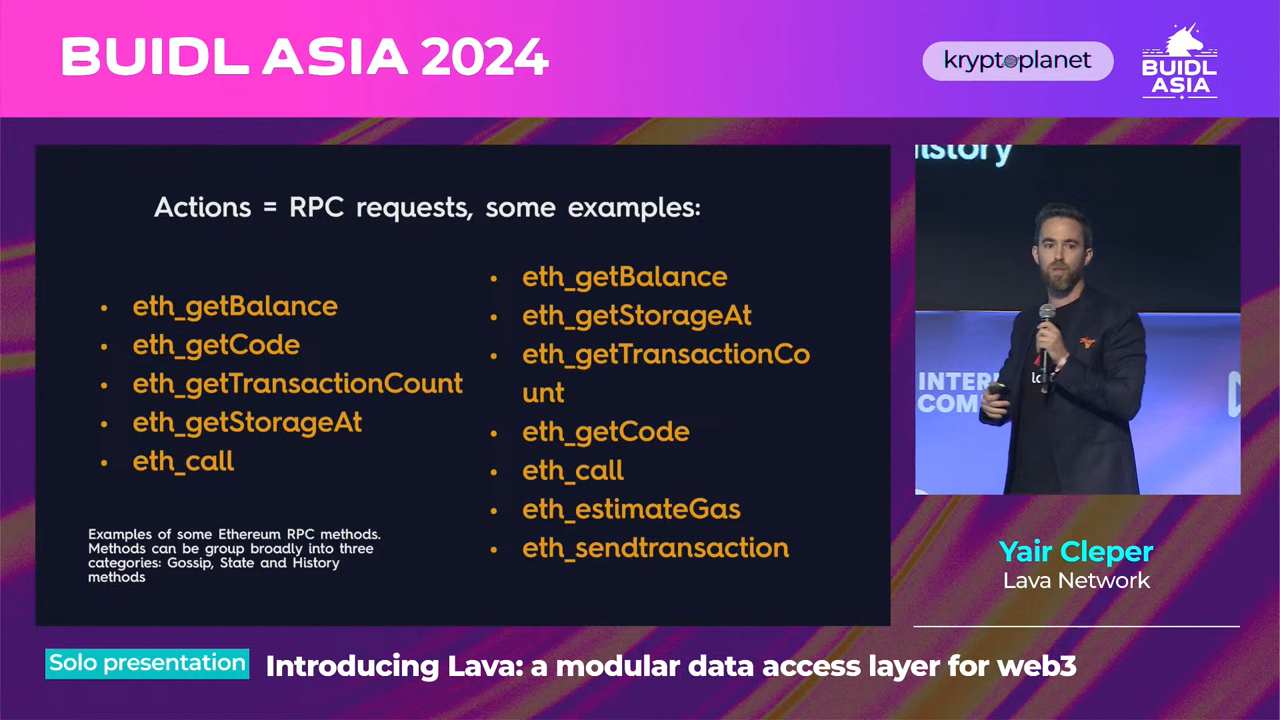 BUIDL ASIA 2024
kryptoplanet
BUIDL
ASIA
Actions = RPC requests, some examples:
• eth_getBalance
• eth_getCode
• eth_getTransactionCount
• eth_getStorageAt
• eth_call
Examples of some Ethereum RPC methods.
Methods can be group broadly into three
categories: Gossip, State and History
methods
• eth_getBalance
• eth_getStorageAt
• eth_getTransactionCo
unt
• eth_getCode
• eth_call
• eth_estimateGas
• eth_sendtransaction
Yair Cleper
Lava Network
Solo presentation
Introducing Lava: a modular data access layer for web3